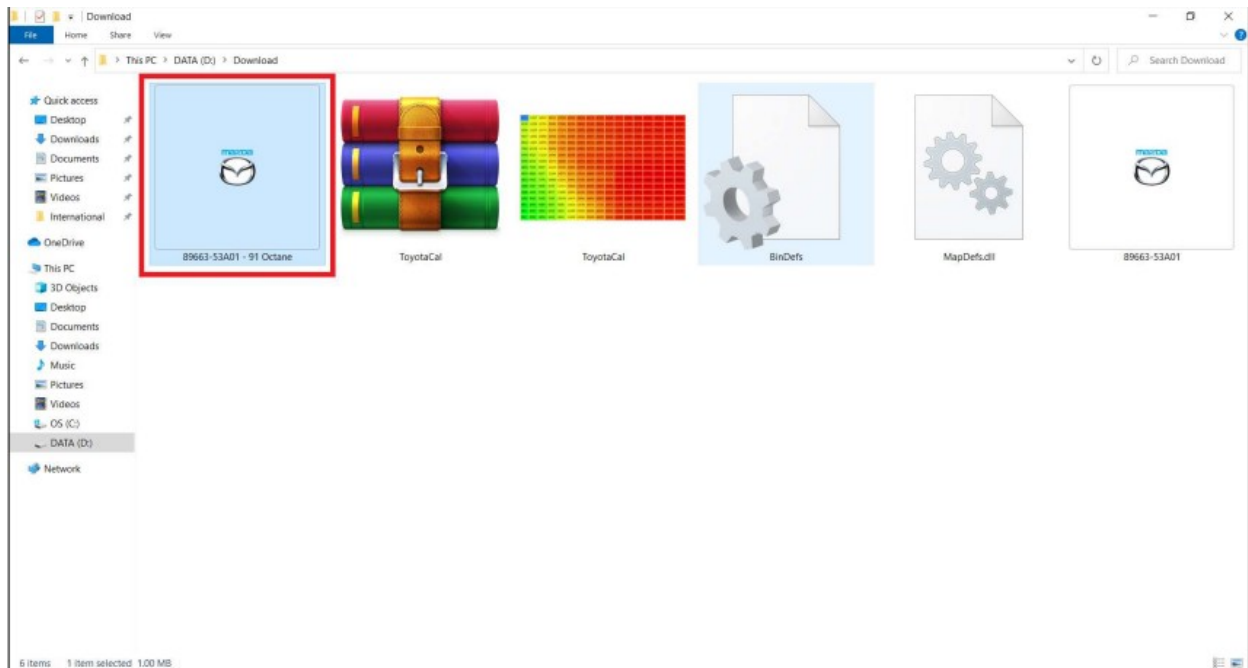 Download
File Home Share View
This PC > DATA (D:) > Download
Search Download
Quick access
Desktop
Downloads
Documents
Pictures
Videos
International
OneDrive
This PC
3D Objects
Desktop
Documents
Downloads
Music
Pictures
Videos
OS (C:)
DATA (D:)
Network
mazda
89663-53A01 - 91 Octane
ToyotaCal
ToyotaCal
BinDefs
MapDefs.dll
mazda
89663-53A01
6 items 1 item selected 1.00 MB